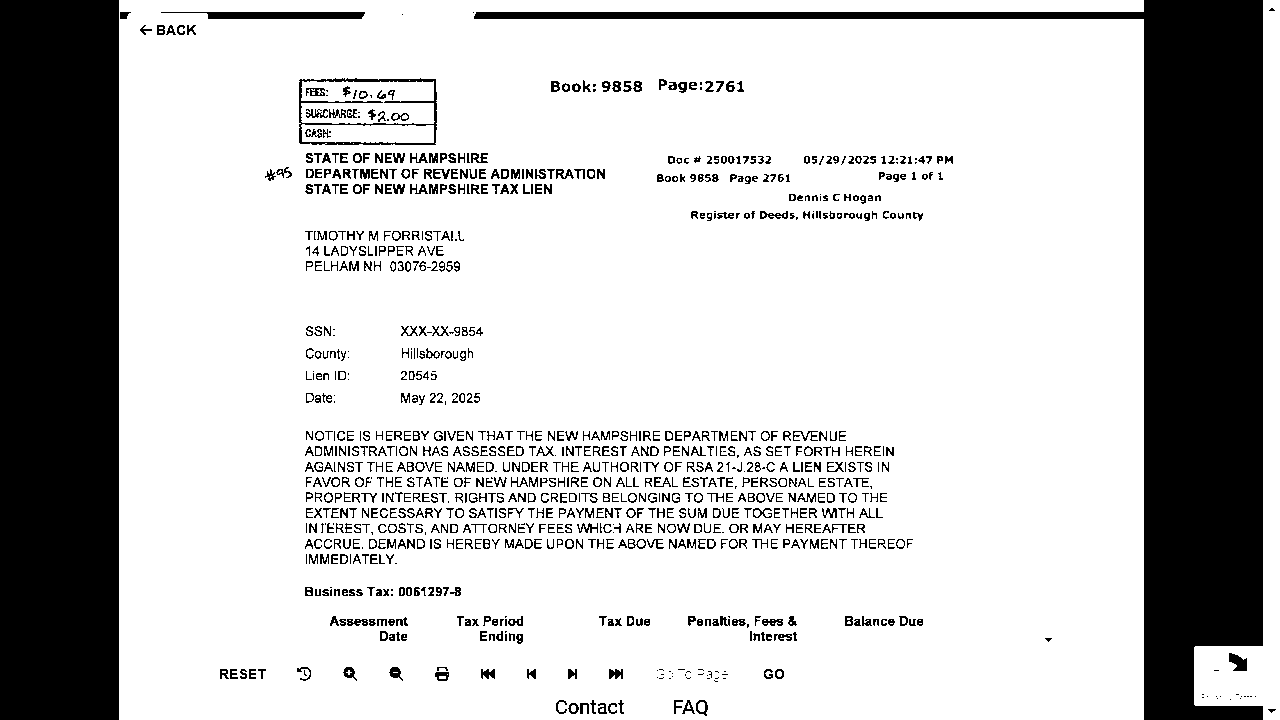 ← BACK
Book: 9858 Page:2761
FEES: $10.69
SURCHARGE: $2.00
CASH:
#95
STATE OF NEW HAMPSHIRE
DEPARTMENT OF REVENUE ADMINISTRATION
STATE OF NEW HAMPSHIRE TAX LIEN
Doc # 250017532 05/29/2025 12:21:47 PM
Book 9858 Page 2761 Page 1 of 1
Dennis C Hogan
Register of Deeds, Hillsborough County
TIMOTHY M FORRISTALL
14 LADYSLIPPER AVE
PELHAM NH 03076-2959
SSN: XXX-XX-9854
County: Hillsborough
Lien ID: 20545
Date: May 22, 2025
NOTICE IS HEREBY GIVEN THAT THE NEW HAMPSHIRE DEPARTMENT OF REVENUE
ADMINISTRATION HAS ASSESSED TAX, INTEREST AND PENALTIES, AS SET FORTH HEREIN
AGAINST THE ABOVE NAMED. UNDER THE AUTHORITY OF RSA 21-J:28-C A LIEN EXISTS IN
FAVOR OF THE STATE OF NEW HAMPSHIRE ON ALL REAL ESTATE, PERSONAL ESTATE,
PROPERTY INTEREST, RIGHTS AND CREDITS BELONGING TO THE ABOVE NAMED TO THE
EXTENT NECESSARY TO SATISFY THE PAYMENT OF THE SUM DUE TOGETHER WITH ALL
INTEREST, COSTS, AND ATTORNEY FEES WHICH ARE NOW DUE, OR MAY HEREAFTER
ACCRUE. DEMAND IS HEREBY MADE UPON THE ABOVE NAMED FOR THE PAYMENT THEREOF
IMMEDIATELY.
Business Tax: 0061297-8
Assessment Date Tax Period Ending Tax Due Penalties, Fees & Interest Balance Due
RESET Go To Page GO
Contact FAQ